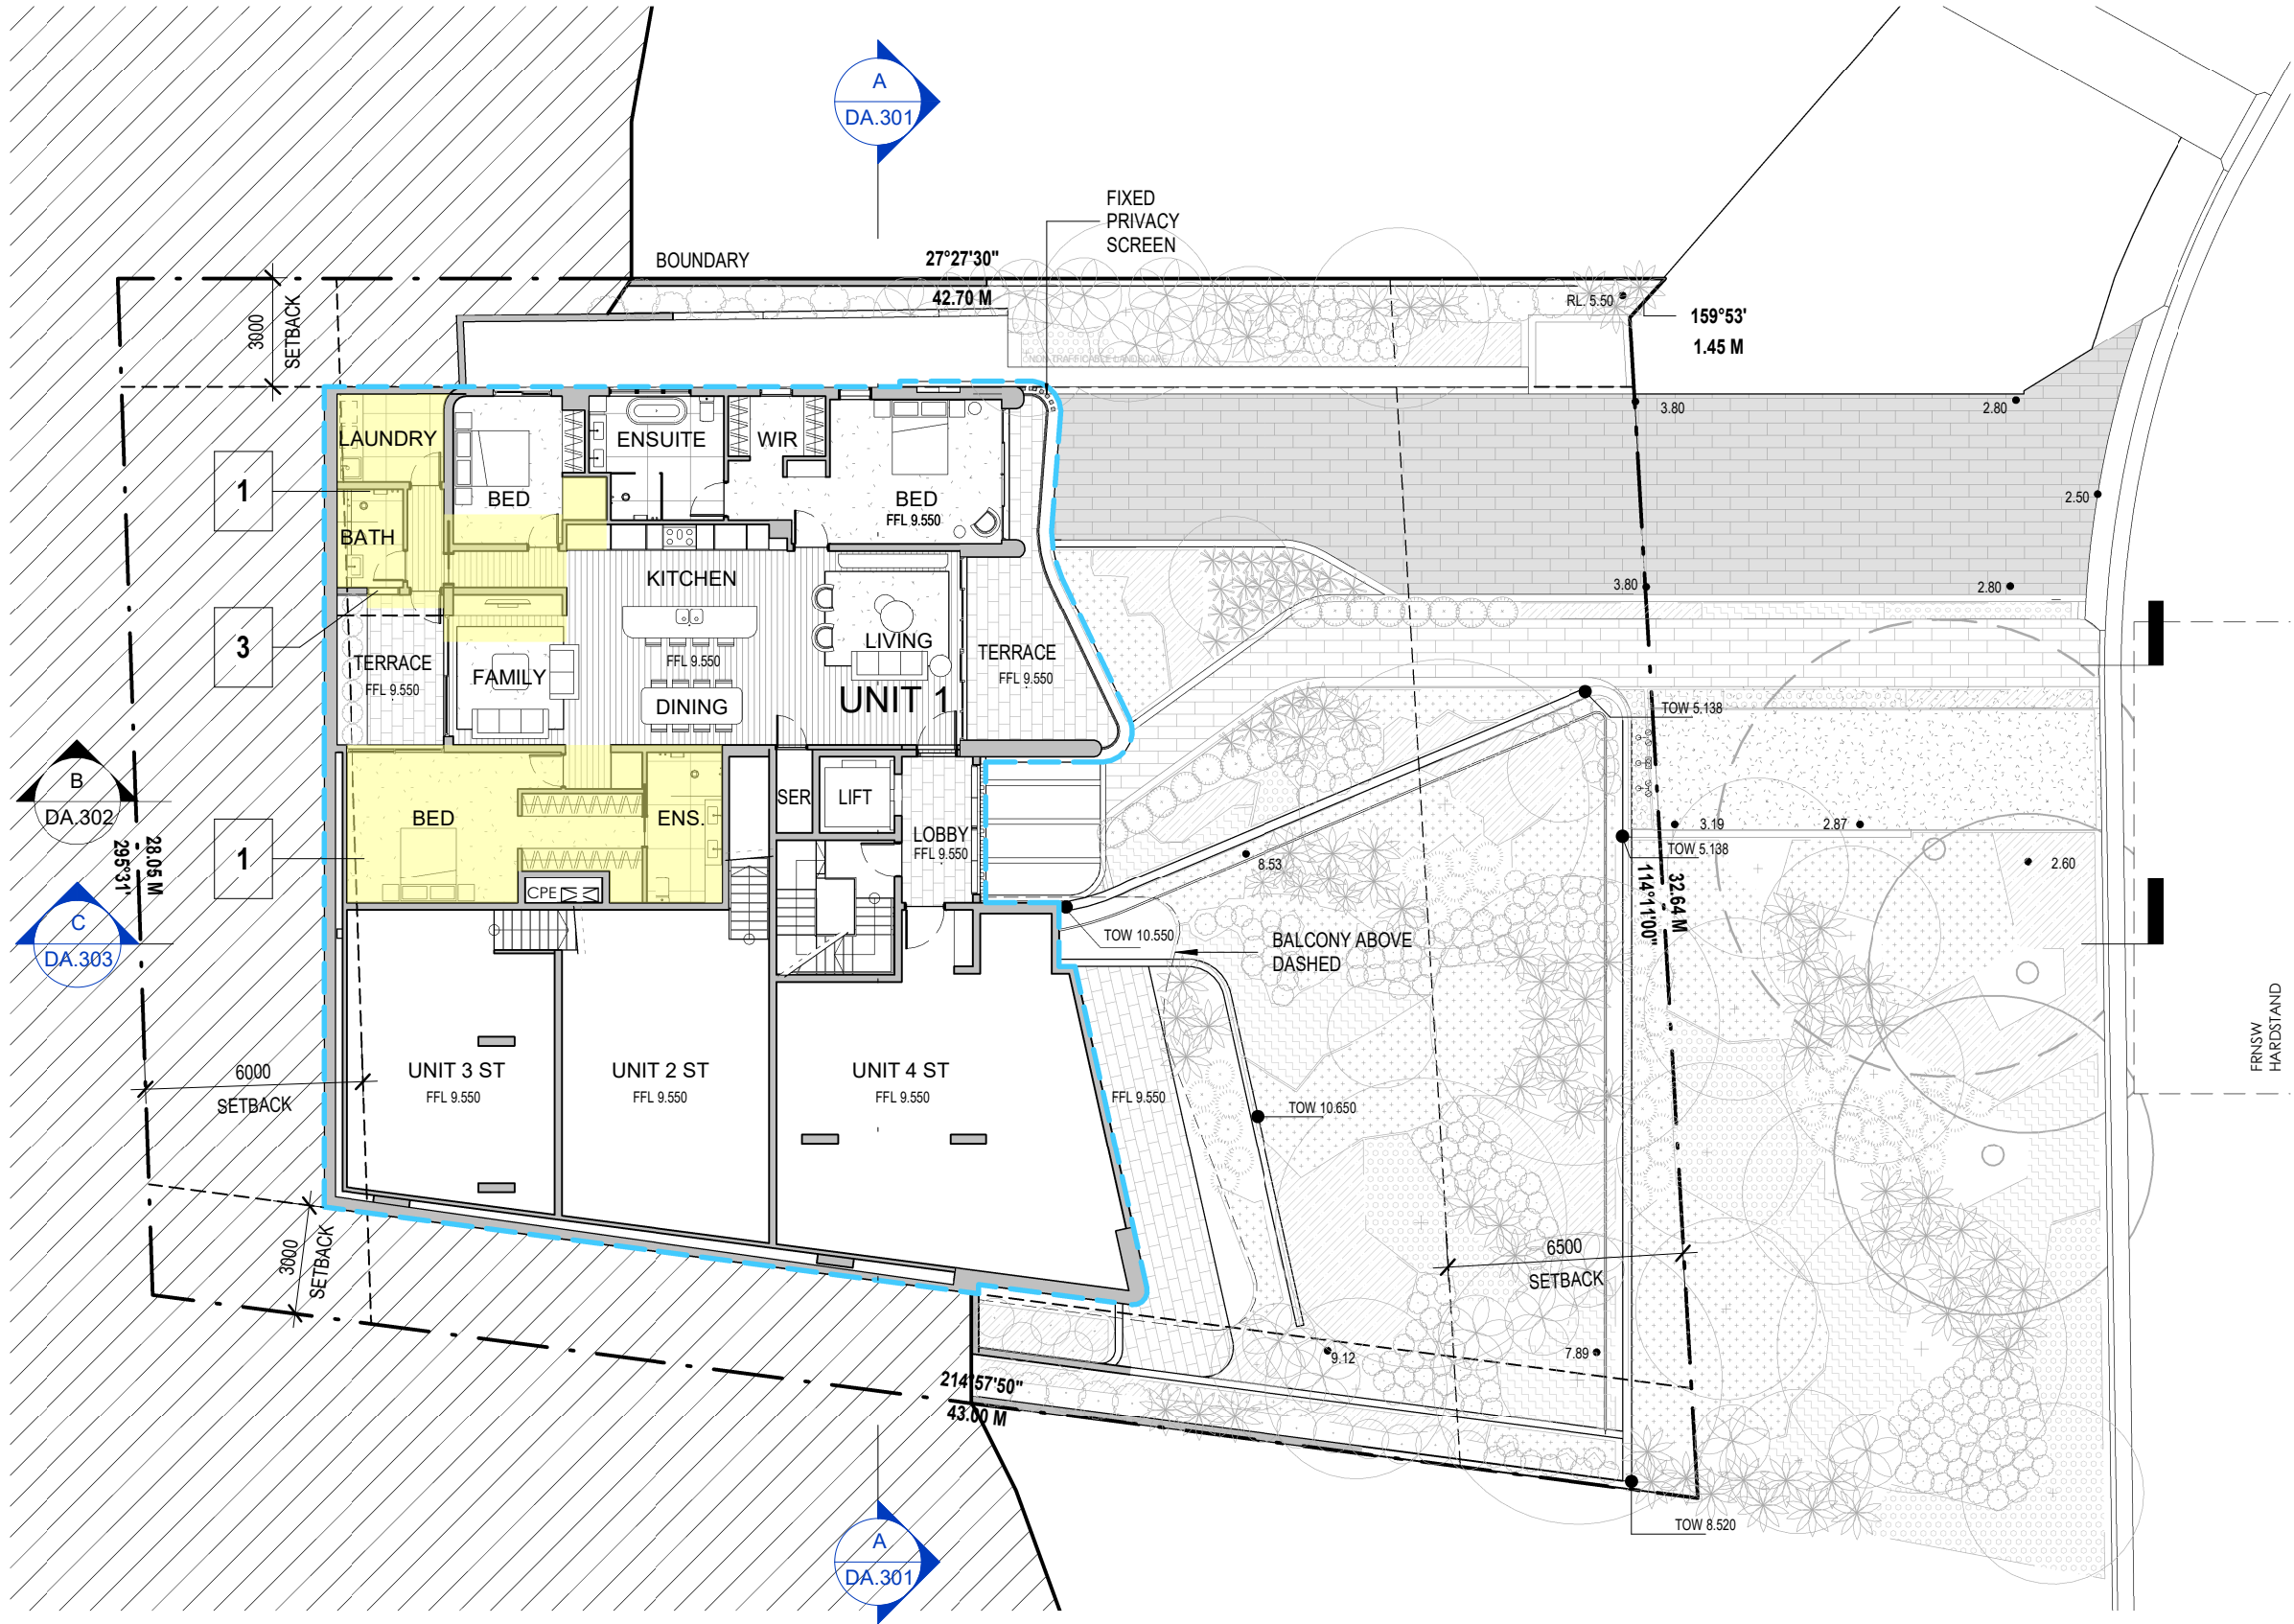 A
DA.301
FIXED
PRIVACY
SCREEN
BOUNDARY
27°27'30"
42.70 M
3000
SETBACK
RL. 5.50
159°53'
1.45 M
NON TRAFFICABLE LANDSCAPE
3.80
2.80
LAUNDRY
ENSUITE
WIR
1
BED
BED
FFL 9.550
2.50
BATH
KITCHEN
3.80
2.80
3
LIVING
TERRACE
FFL 9.550
FAMILY
FFL 9.550
TERRACE
FFL 9.550
DINING
UNIT 1
TOW 5.138
B
DA.302
SER
LIFT
BED
ENS.
1
LOBBY
FFL 9.550
3.19
2.87
TOW 5.138
2.60
8.53
28.05 M
295°31'
CPE
32.64 M
114°11'00"
C
DA.303
TOW 10.550
BALCONY ABOVE
DASHED
FRNSW
HARDSTAND
6000
SETBACK
UNIT 3 ST
FFL 9.550
UNIT 2 ST
FFL 9.550
UNIT 4 ST
FFL 9.550
FFL 9.550
TOW 10.650
3000
SETBACK
6500
SETBACK
9.12
7.89
214°57'50"
43.00 M
TOW 8.520
A
DA.301